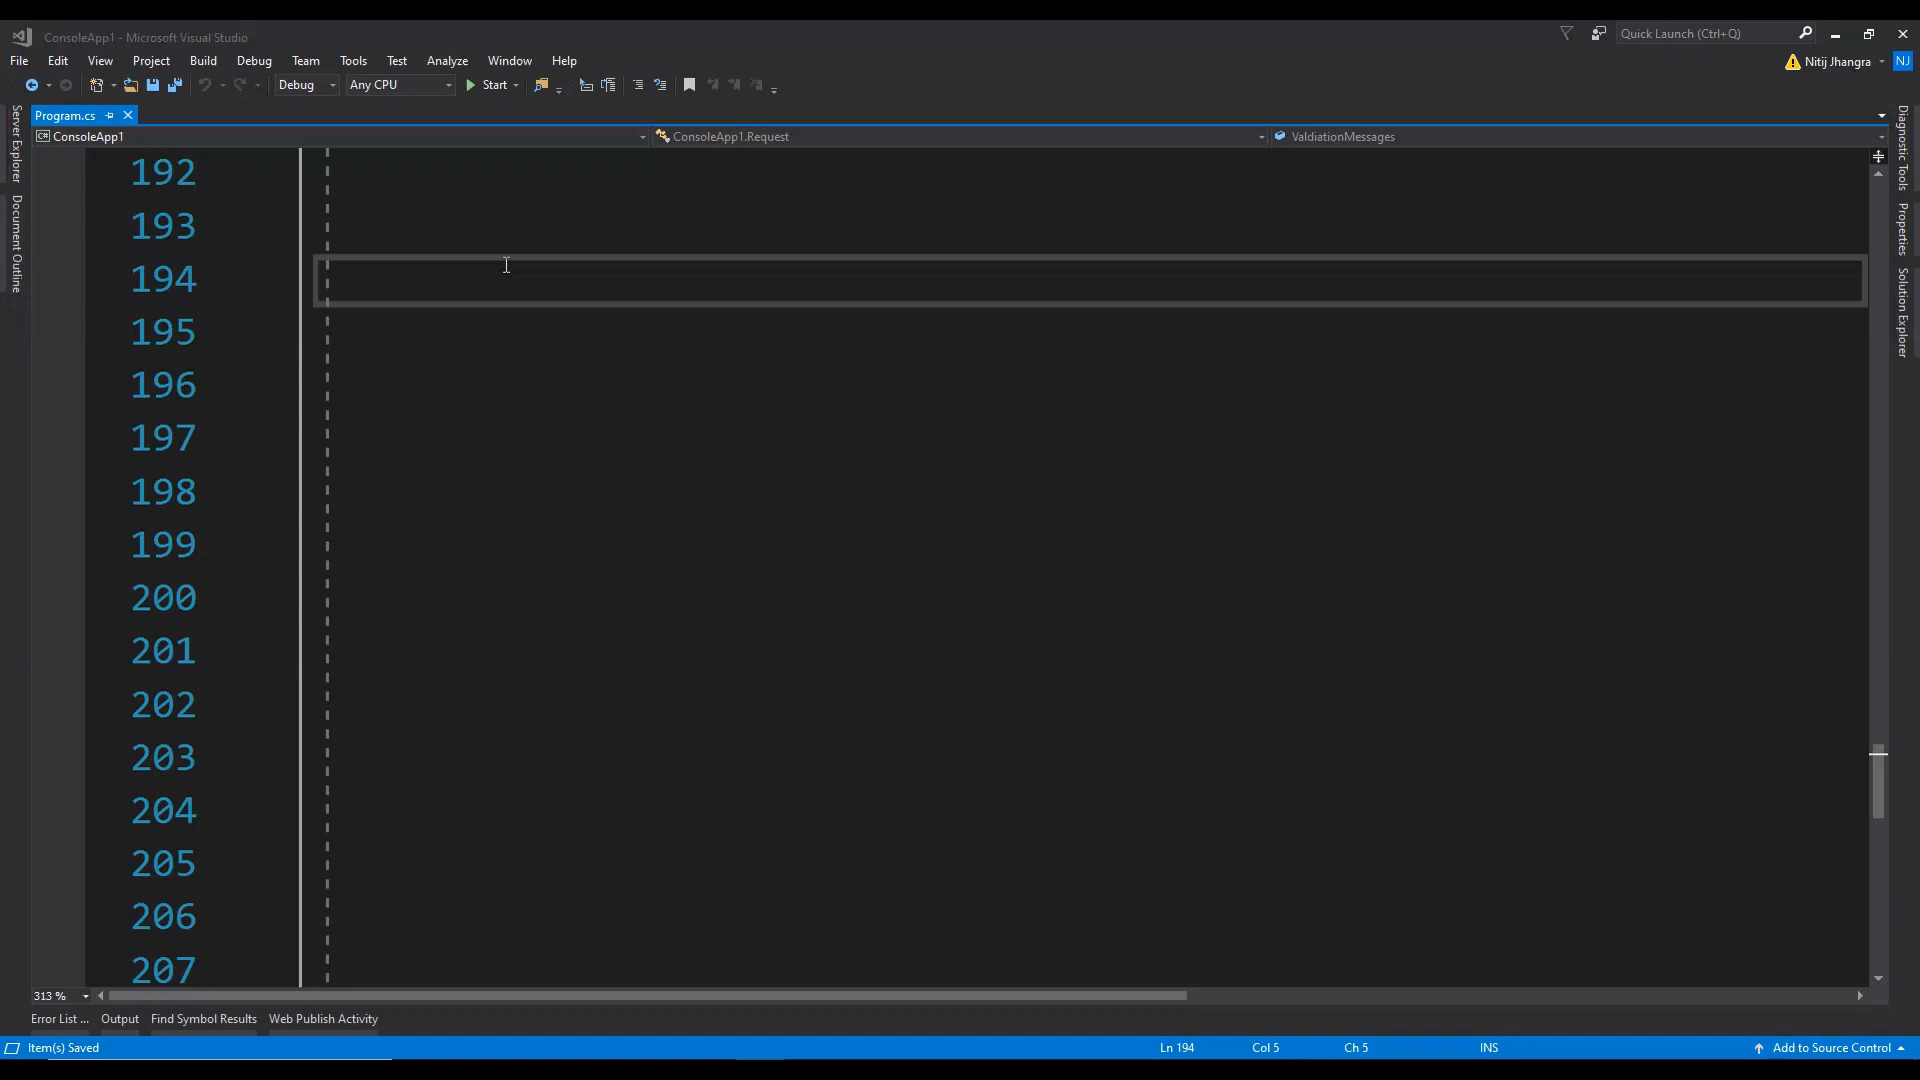 ConsoleApp1 - Microsoft Visual Studio
Quick Launch (Ctrl+Q)
File Edit View Project Build Debug Team Tools Test Analyze Window Help
Nitij Jhangra NJ
Debug Any CPU Start
Program.cs
C# ConsoleApp1 ConsoleApp1.Request ValdiationMessages
Server Explorer
Document Outline
Diagnostic Tools
Properties
Solution Explorer
192
193
194
195
196
197
198
199
200
201
202
203
204
205
206
207
313 %
Error List ... Output Find Symbol Results Web Publish Activity
Item(s) Saved Ln 194 Col 5 Ch 5 INS Add to Source Control